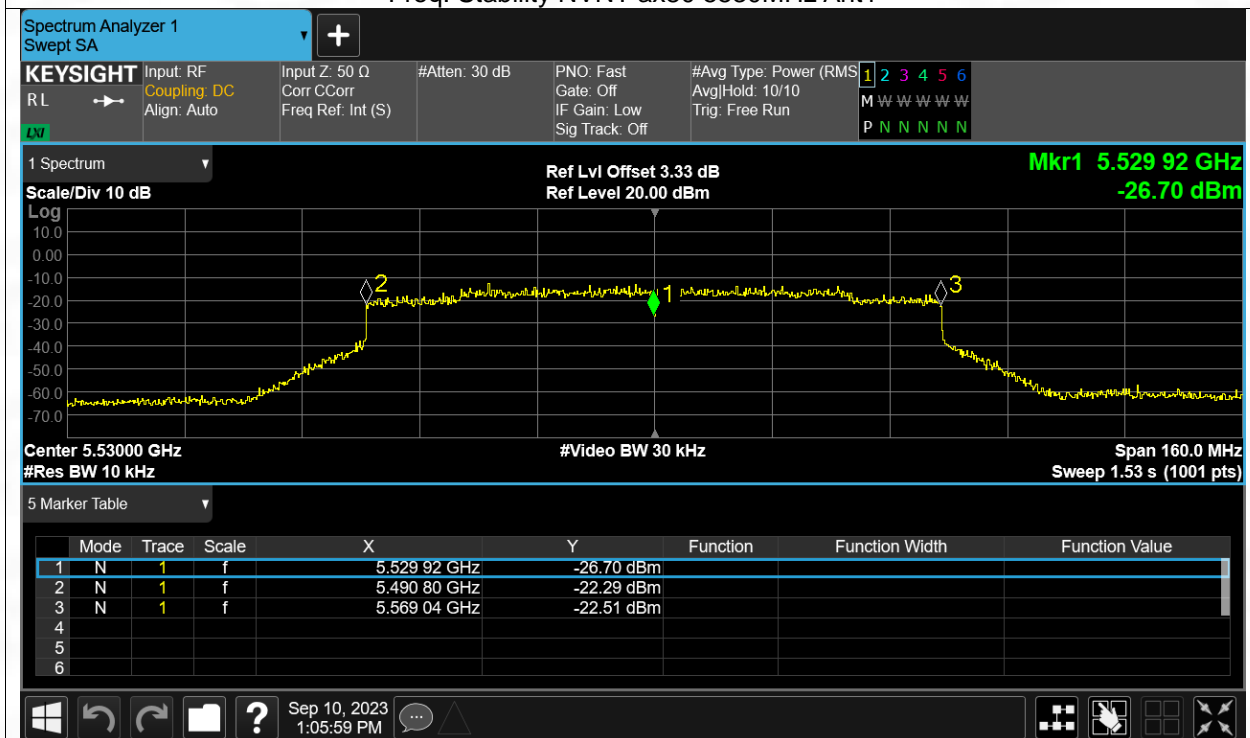 Freq. Stability NVNT ax80 5530MHz Ant1
Spectrum Analyzer 1
Swept SA
KEYSIGHT
RL
LXI
Input: RF
Coupling: DC
Align: Auto
Input Z: 50 Ω
Corr CCorr
Freq Ref: Int (S)
#Atten: 30 dB
PNO: Fast
Gate: Off
IF Gain: Low
Sig Track: Off
#Avg Type: Power (RMS
Avg|Hold: 10/10
Trig: Free Run
1 2 3 4 5 6
M W W W W W
P N N N N N
1 Spectrum
Scale/Div 10 dB
Ref Lvl Offset 3.33 dB
Ref Level 20.00 dBm
Mkr1 5.529 92 GHz
-26.70 dBm
Log
10.0
0.00
-10.0
-20.0
-30.0
-40.0
-50.0
-60.0
-70.0
2
1
3
Center 5.53000 GHz
#Video BW 30 kHz
Span 160.0 MHz
#Res BW 10 kHz
Sweep 1.53 s (1001 pts)
5 Marker Table
Mode Trace Scale X Y Function Function Width Function Value
1 N 1 f 5.529 92 GHz -26.70 dBm
2 N 1 f 5.490 80 GHz -22.29 dBm
3 N 1 f 5.569 04 GHz -22.51 dBm
4
5
6
?
Sep 10, 2023
1:05:59 PM